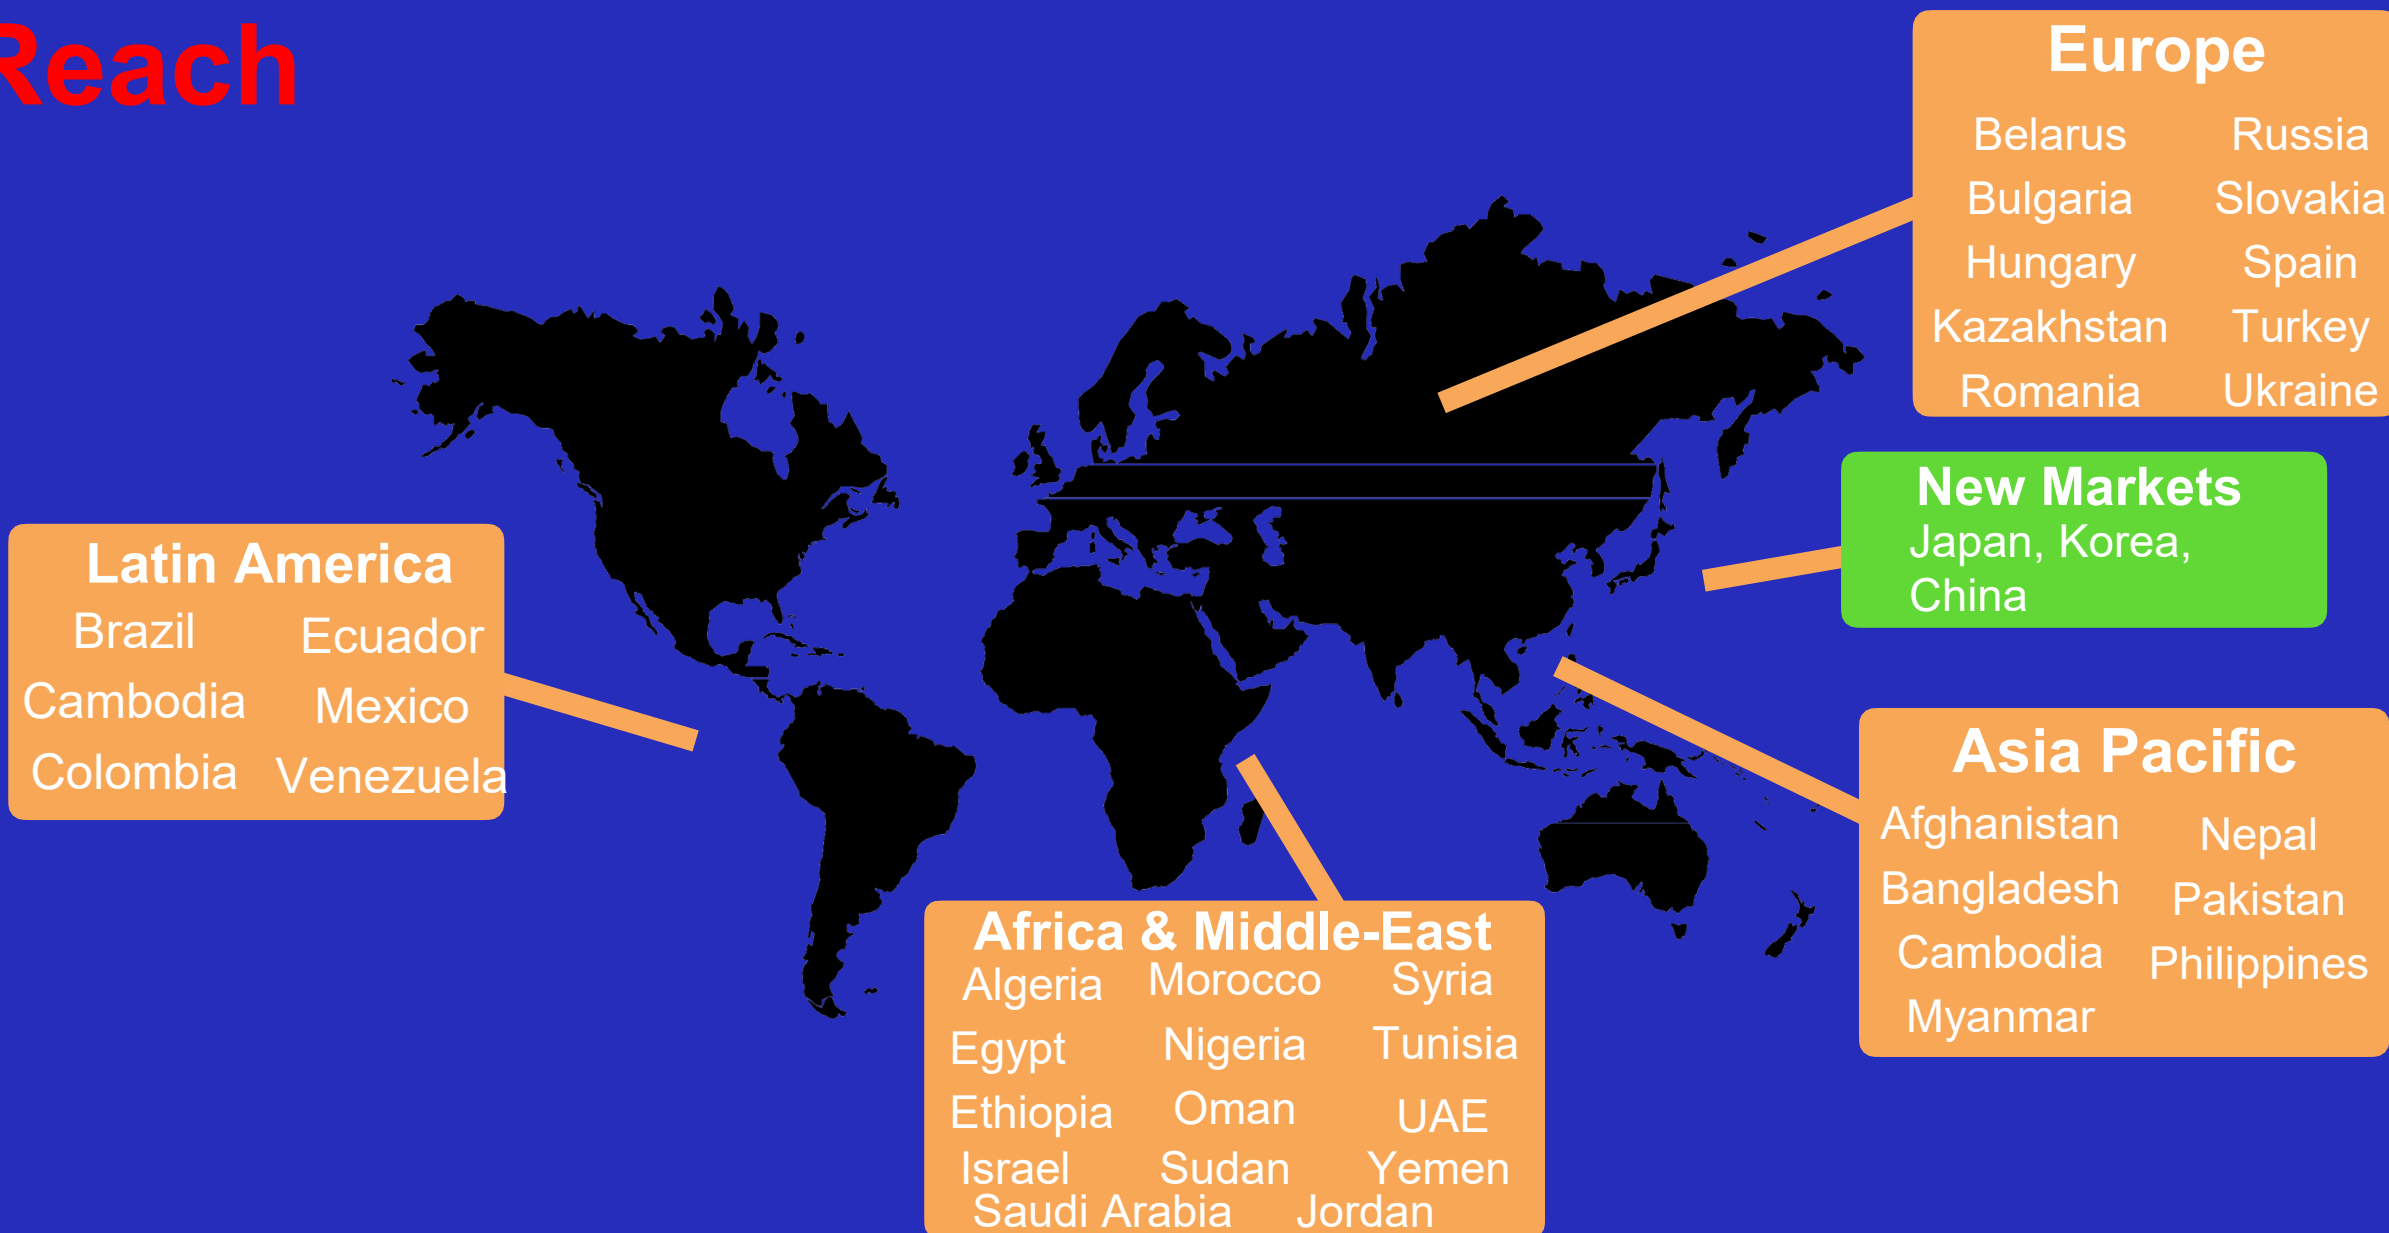 Reach
Europe
Belarus Russia
Bulgaria Slovakia
Hungary Spain
Kazakhstan Turkey
Romania Ukraine
New Markets
Japan, Korea,
China
Latin America
Brazil Ecuador
Cambodia Mexico
Colombia Venezuela
Asia Pacific
Afghanistan Nepal
Bangladesh Pakistan
Cambodia Philippines
Myanmar
Africa & Middle-East
Algeria Morocco Syria
Egypt Nigeria Tunisia
Ethiopia Oman UAE
Israel Sudan Yemen
Saudi Arabia Jordan